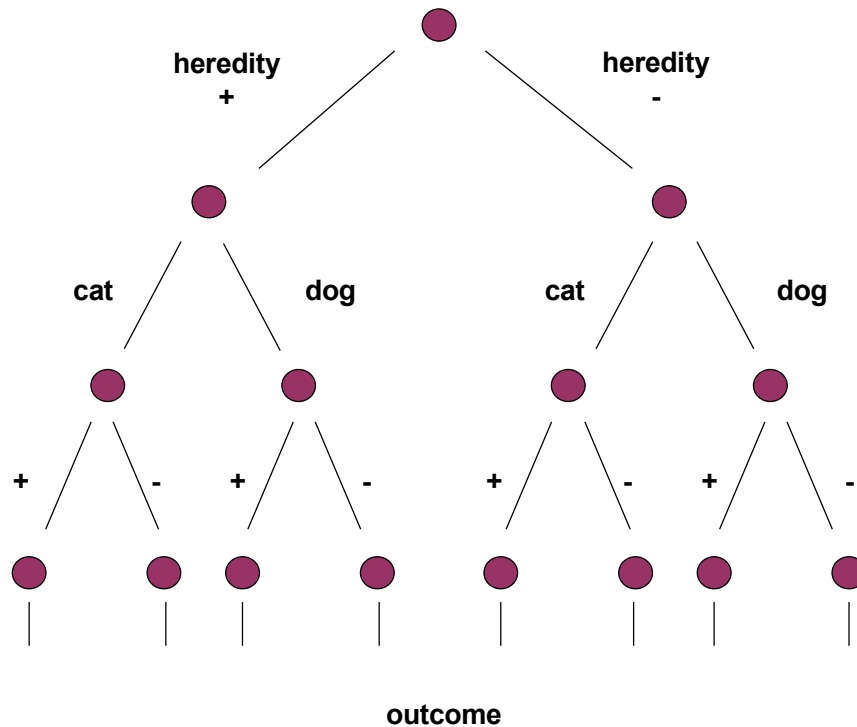 heredity
+
heredity
-
cat
dog
cat
dog
+
-
+
-
+
-
+
-
outcome